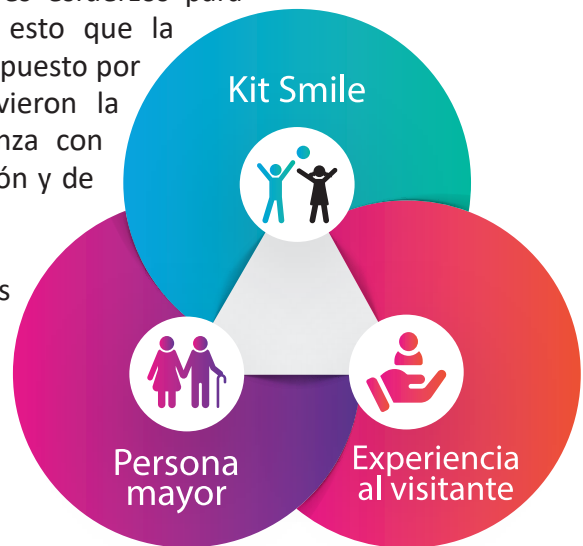 esto que la
puesto por
vieron la
nza con
ón y de
s
Kit Smile
Persona
mayor
Experiencia
al visitante